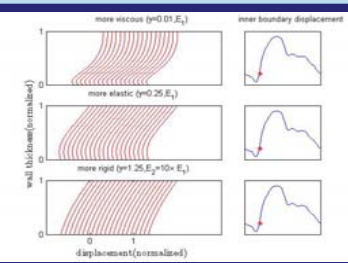 more viscous (γ=0.01,E₁)
inner boundary displacement
1
0
more elastic (γ=0.25,E₁)
1
0
more rigid (γ=1.25,E₂=10× E₁)
1
0
0
1
wall thickness(normalized)
displacement(normalized)